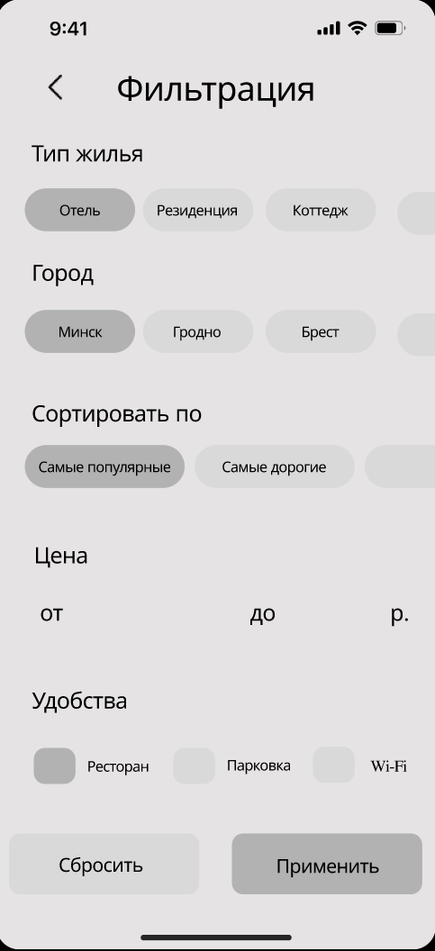 9:41
Фильтрация
Тип жилья
Отель Резиденция Коттедж
Город
Минск Гродно Брест
Сортировать по
Самые популярные Самые дорогие
Цена
от до р.
Удобства
Ресторан Парковка Wi-Fi
Сбросить Применить